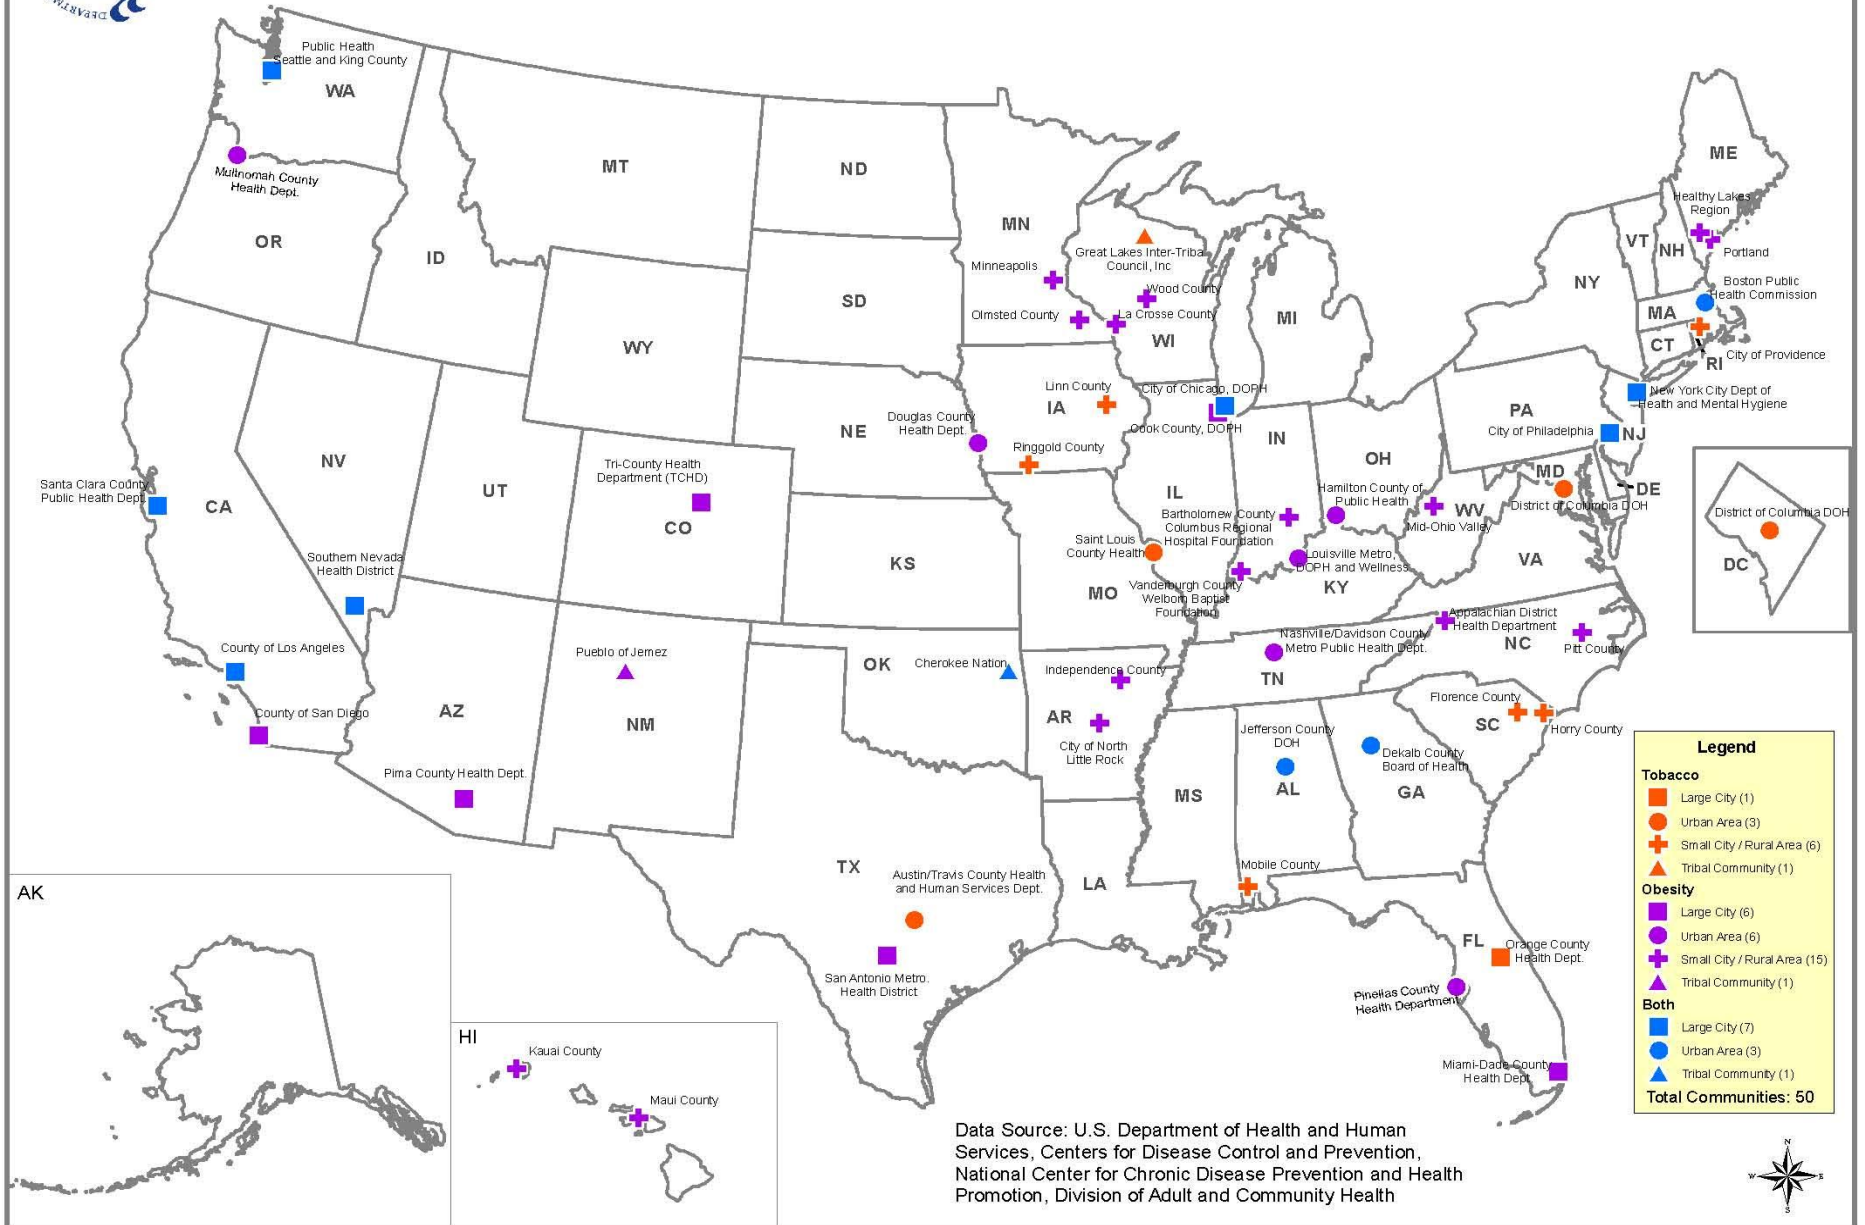 DEPARTM
Public Health
Seattle and King County
WA
Multnomah County
Health Dept.
OR
ID
MT
ND
SD
WY
NE
MN
Minneapolis
Olmsted County
Great Lakes Inter-Tribal
Council, Inc
Wood County
La Crosse County
WI
MI
ME
Healthy Lakes
Region
Portland
VT
NH
NY
Boston Public
Health Commission
MA
CT
RI
City of Providence
New York City Dept of
Health and Mental Hygiene
PA
City of Philadelphia
NJ
MD
DE
District of Columbia DOH
District of Columbia DOH
DC
Linn County
IA
Ringgold County
Douglas County
Health Dept.
City of Chicago, DOPH
Cook County, DOPH
IN
OH
IL
Hamilton County of
Public Health
Bartholomew County
Columbus Regional
Hospital Foundation
WV
Mid-Ohio Valley
VA
Louisville Metro,
DOPH and Wellness
KY
Vanderburgh County
Welborn Baptist
Foundation
Saint Louis
County Health
MO
KS
Tri-County Health
Department (TCHD)
CO
UT
NV
CA
Santa Clara County
Public Health Dept.
Southern Nevada
Health District
County of Los Angeles
County of San Diego
AZ
Pima County Health Dept.
Pueblo of Jemez
NM
OK
Cherokee Nation
Independence County
AR
City of North
Little Rock
Nashville/Davidson County
Metro Public Health Dept.
TN
Appalachian District
Health Department
NC
Pitt County
Florence County
SC
Horry County
Jefferson County
DOH
AL
Dekalb County
Board of Health
GA
MS
Mobile County
LA
TX
Austin/Travis County Health
and Human Services Dept.
San Antonio Metro.
Health District
FL
Orange County
Health Dept.
Pinellas County
Health Department
Miami-Dade County
Health Dept
AK
HI
Kauai County
Maui County
Legend
Tobacco
Large City (1)
Urban Area (3)
Small City / Rural Area (6)
Tribal Community (1)
Obesity
Large City (6)
Urban Area (6)
Small City / Rural Area (15)
Tribal Community (1)
Both
Large City (7)
Urban Area (3)
Tribal Community (1)
Total Communities: 50
Data Source: U.S. Department of Health and Human
Services, Centers for Disease Control and Prevention,
National Center for Chronic Disease Prevention and Health
Promotion, Division of Adult and Community Health
N
W
E
S